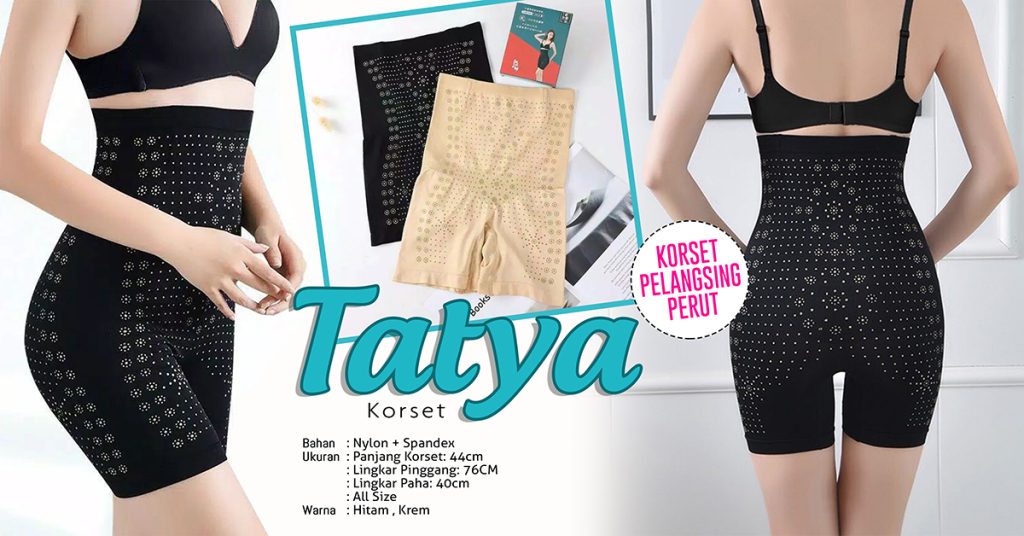 KORSET
PELANGSING
PERUT
Books
Tatya
Korset
Bahan : Nylon + Spandex
Ukuran : Panjang Korset: 44cm
: Lingkar Pinggang: 76CM
: Lingkar Paha: 40cm
: All Size
Warna : Hitam , Krem